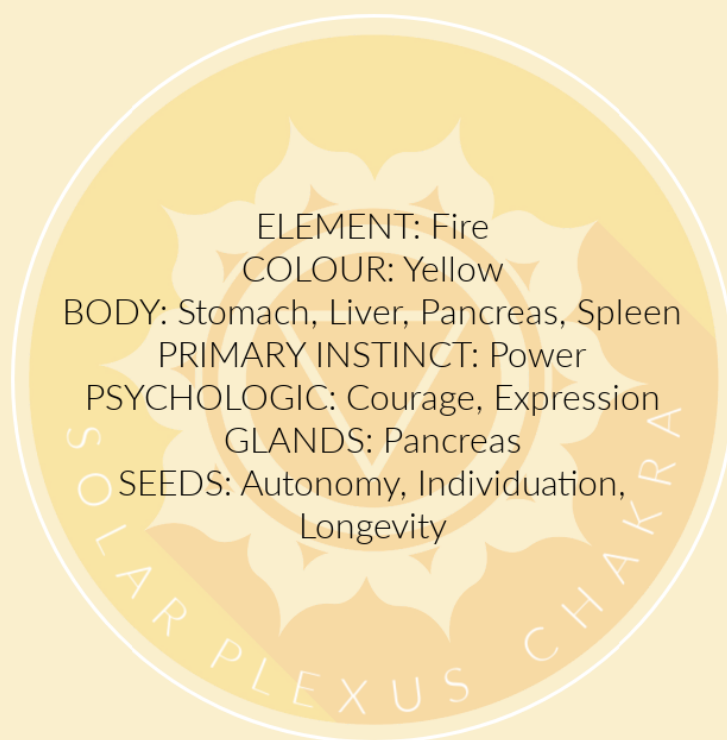 ELEMENT: Fire
COLOUR: Yellow
BODY: Stomach, Liver, Pancreas, Spleen
PRIMARY INSTINCT: Power
PSYCHOLOGIC: Courage, Expression
GLANDS: Pancreas
SEEDS: Autonomy, Individuation,
Longevity
SOLAR PLEXUS CHAKRA